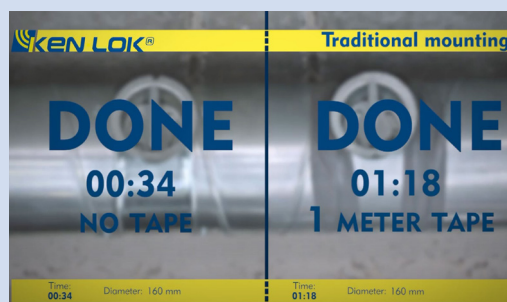 KEN LOK®
Traditional mounting
DONE
00:34
NO TAPE
DONE
01:18
1 METER TAPE
Time:
00:34
Diameter: 160 mm
Time:
01:18
Diameter: 160 mm